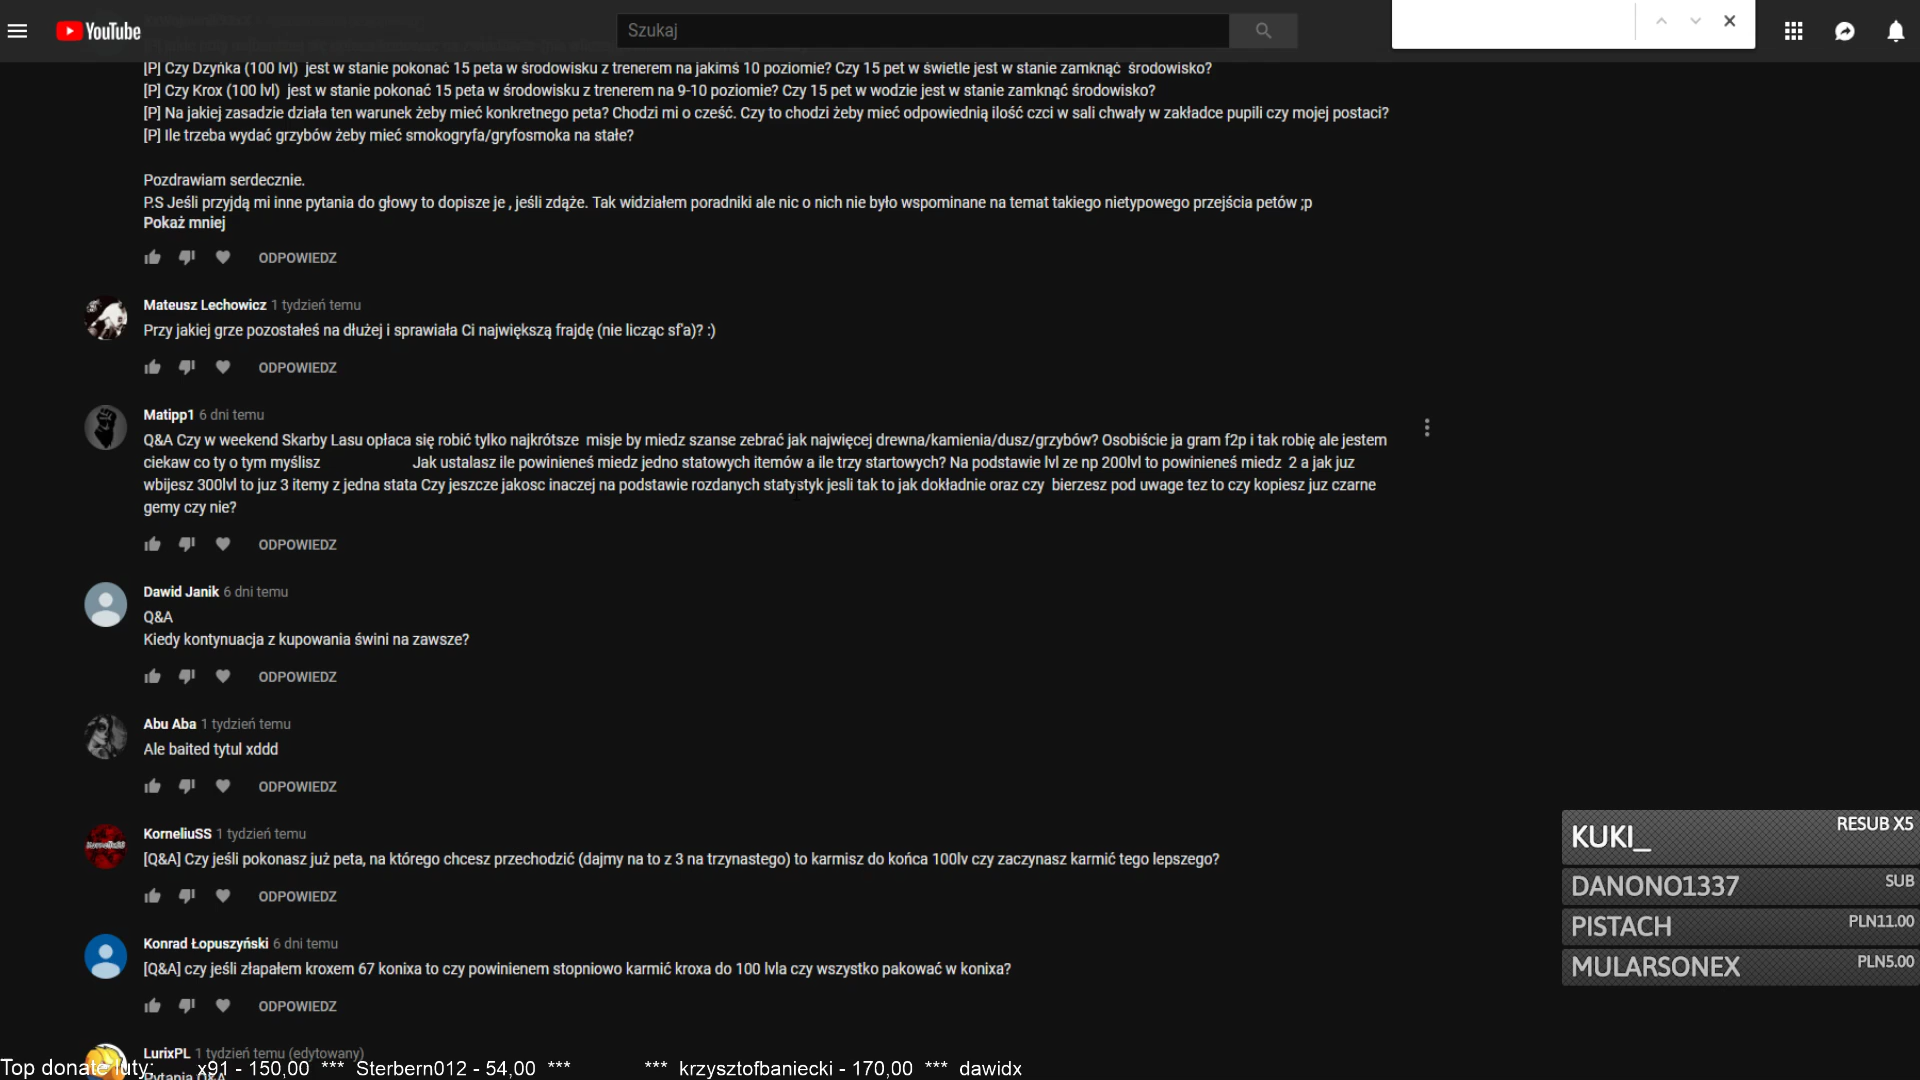 YouTube
Szukaj
[P] Czy Dzyńka (100 lvl)  jest w stanie pokonać 15 peta w środowisku z trenerem na jakimś 10 poziomie? Czy 15 pet w świetle jest w stanie zamknąć  środowisko?
[P] Czy Krox (100 lvl)  jest w stanie pokonać 15 peta w środowisku z trenerem na 9-10 poziomie? Czy 15 pet w wodzie jest w stanie zamknąć środowisko?
[P] Na jakiej zasadzie działa ten warunek żeby mieć konkretnego peta? Chodzi mi o cześć. Czy to chodzi żeby mieć odpowiednią ilość czci w sali chwały w zakładce pupili czy mojej postaci?
[P] Ile trzeba wydać grzybów żeby mieć smokogryfa/gryfosmoka na stałe?
Pozdrawiam serdecznie.
P.S Jeśli przyjdą mi inne pytania do głowy to dopisze je , jeśli zdąże. Tak widziałem poradniki ale nic o nich nie było wspominane na temat takiego nietypowego przejścia petów ;p
Pokaż mniej
ODPOWIEDZ
Mateusz Lechowicz 1 tydzień temu
Przy jakiej grze pozostałeś na dłużej i sprawiała Ci największą frajdę (nie licząc sf'a)? :)
ODPOWIEDZ
Matipp1 6 dni temu
Q&A Czy w weekend Skarby Lasu opłaca się robić tylko najkrótsze  misje by miedz szanse zebrać jak najwięcej drewna/kamienia/dusz/grzybów? Osobiście ja gram f2p i tak robię ale jestem
ciekaw co ty o tym myślisz Jak ustalasz ile powinieneś miedz jedno statowych itemów a ile trzy startowych? Na podstawie lvl ze np 200lvl to powinieneś miedz  2 a jak juz
wbijesz 300lvl to juz 3 itemy z jedna stata Czy jeszcze jakosc inaczej na podstawie rozdanych statystyk jesli tak to jak dokładnie oraz czy  bierzesz pod uwage tez to czy kopiesz juz czarne
gemy czy nie?
ODPOWIEDZ
Dawid Janik 6 dni temu
Q&A
Kiedy kontynuacja z kupowania świni na zawsze?
ODPOWIEDZ
Abu Aba 1 tydzień temu
Ale baited tytul xddd
ODPOWIEDZ
KorneliuSS 1 tydzień temu
[Q&A] Czy jeśli pokonasz już peta, na którego chcesz przechodzić (dajmy na to z 3 na trzynastego) to karmisz do końca 100lv czy zaczynasz karmić tego lepszego?
ODPOWIEDZ
Konrad Łopuszyński 6 dni temu
[Q&A] czy jeśli złapałem kroxem 67 konixa to czy powinienem stopniowo karmić kroxa do 100 lvla czy wszystko pakować w konixa?
ODPOWIEDZ
LurixPL 1 tydzień temu (edytowany)
Pytania Q&A
KUKI_ RESUB X5
DANONO1337 SUB
PISTACH PLN11.00
MULARSONEX PLN5.00
Top donate luty: x91 - 150,00 *** Sterbern012 - 54,00 *** *** krzysztofbaniecki - 170,00 *** dawidx